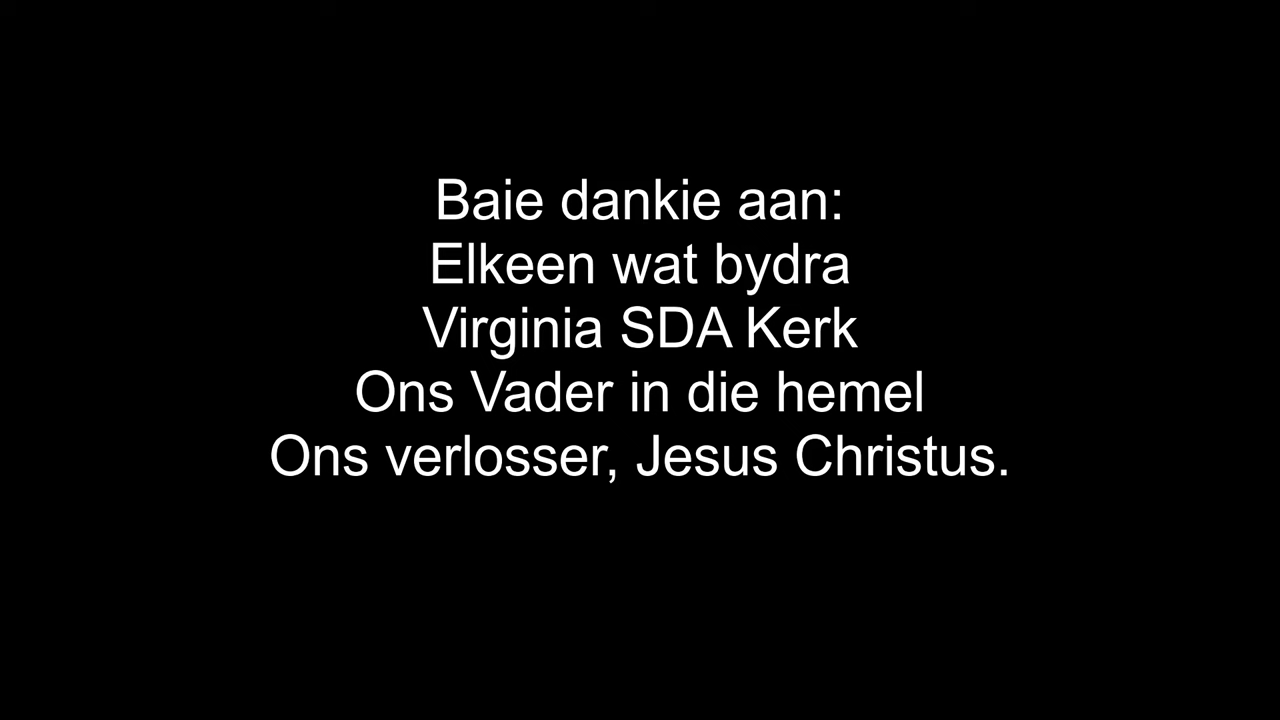 Baie dankie aan:
Elkeen wat bydra
Virginia SDA Kerk
Ons Vader in die hemel
Ons verlosser, Jesus Christus.